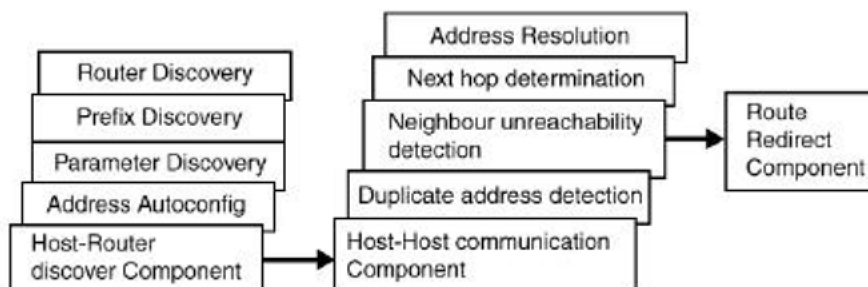 Router Discovery
Prefix Discovery
Parameter Discovery
Address Autoconfig
Host-Router
discover Component
Address Resolution
Next hop determination
Neighbour unreachability
detection
Duplicate address detection
Host-Host communication
Component
Route
Redirect
Component